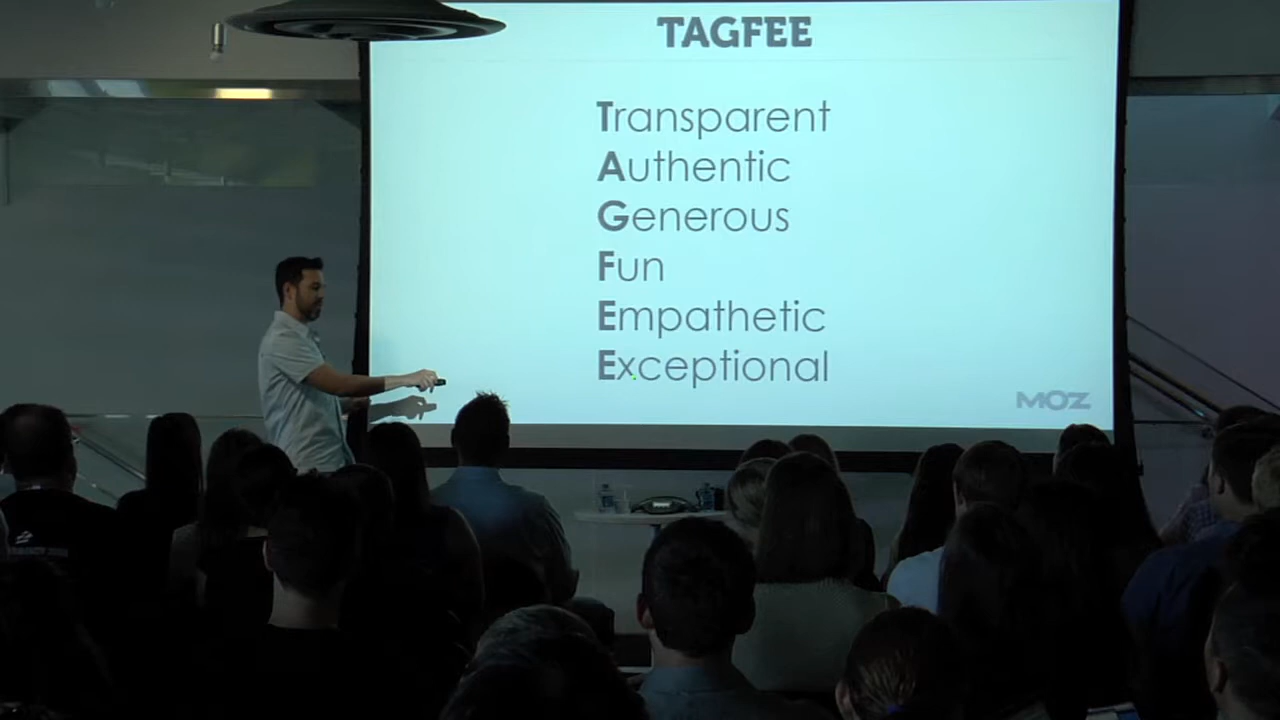 TAGFEE
Transparent
Authentic
Generous
Fun
Empathetic
Exceptional
MOZ